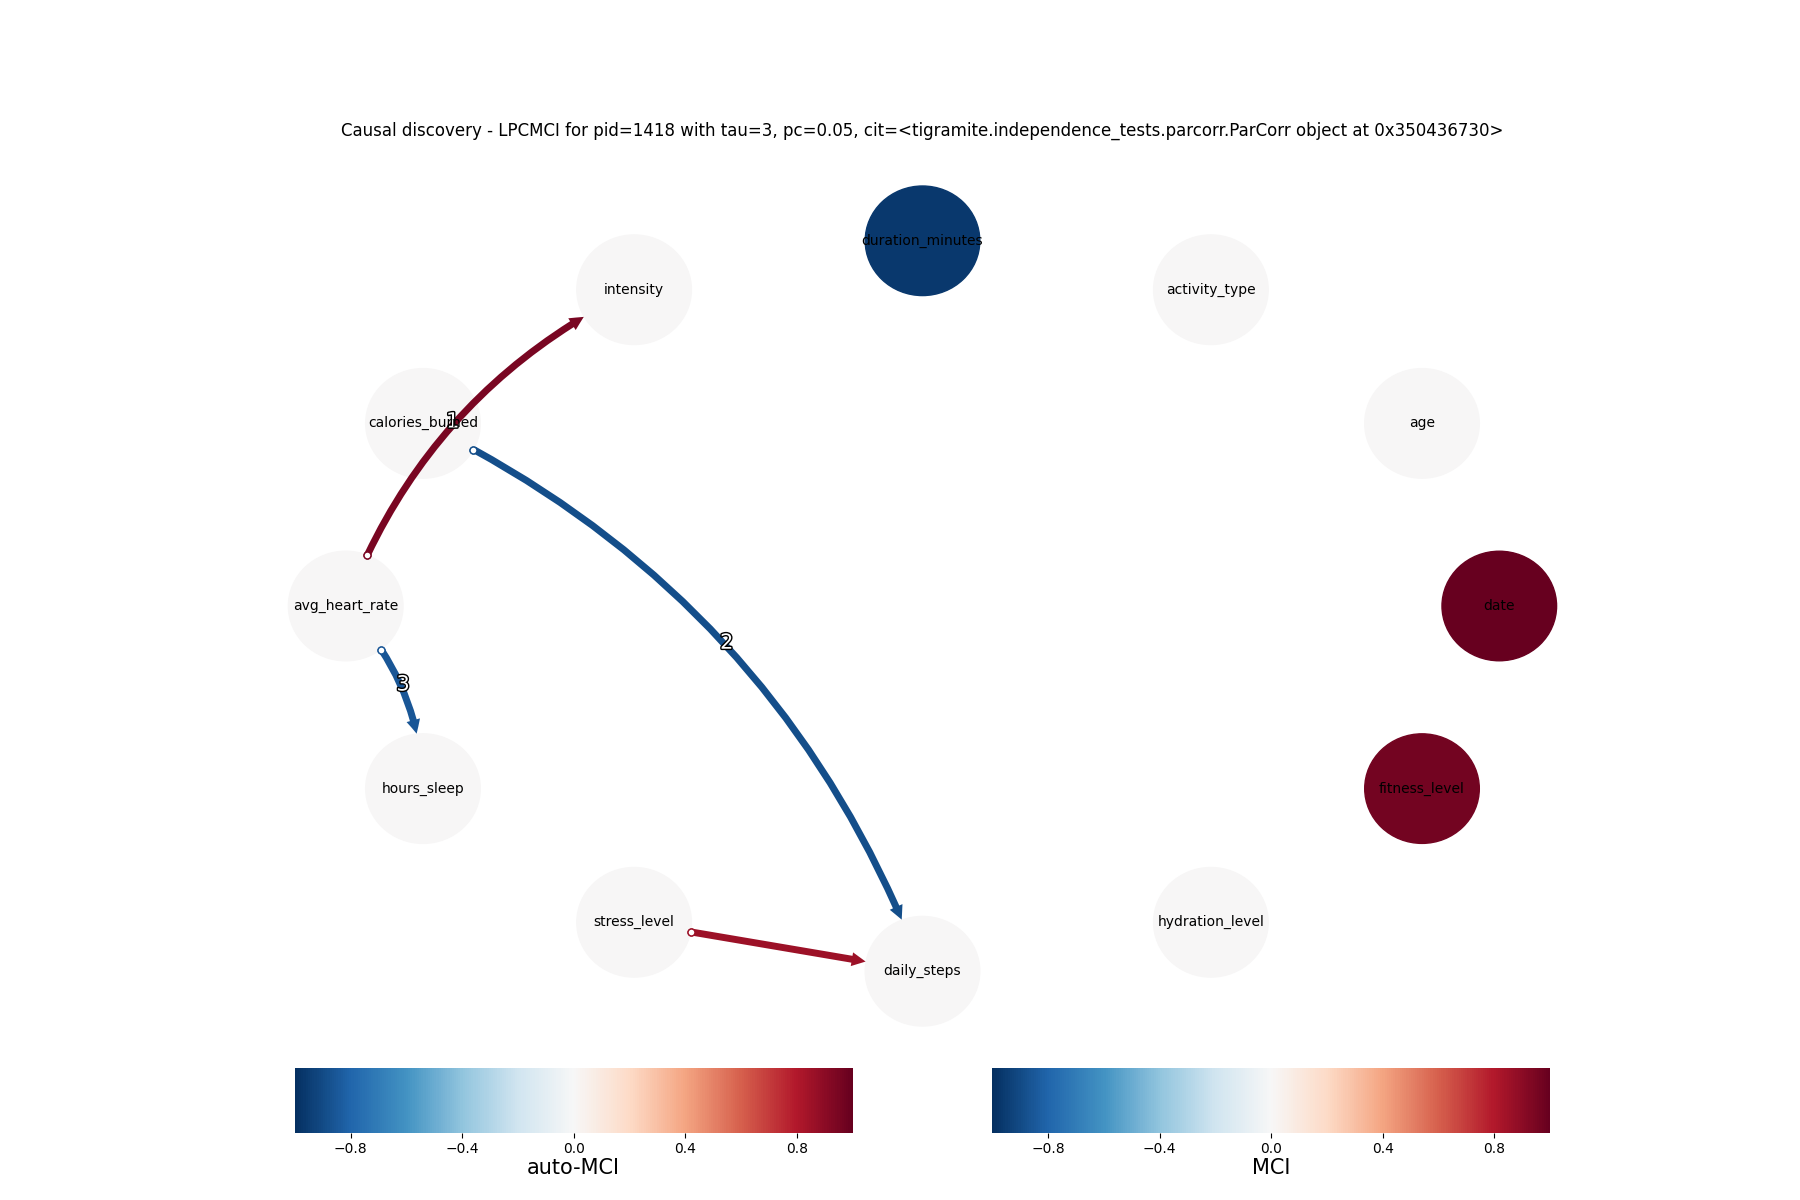 Causal discovery - LPCMCI for pid=1418 with tau=3, pc=0.05, cit=<tigramite.independence_tests.parcorr.ParCorr object at 0x350436730>
duration_minutes
intensity
activity_type
1
calories_burned
age
avg_heart_rate
date
2
3
hours_sleep
fitness_level
stress_level
hydration_level
daily_steps
−0.8 −0.4 0.0 0.4 0.8
auto-MCI
−0.8 −0.4 0.0 0.4 0.8
MCI